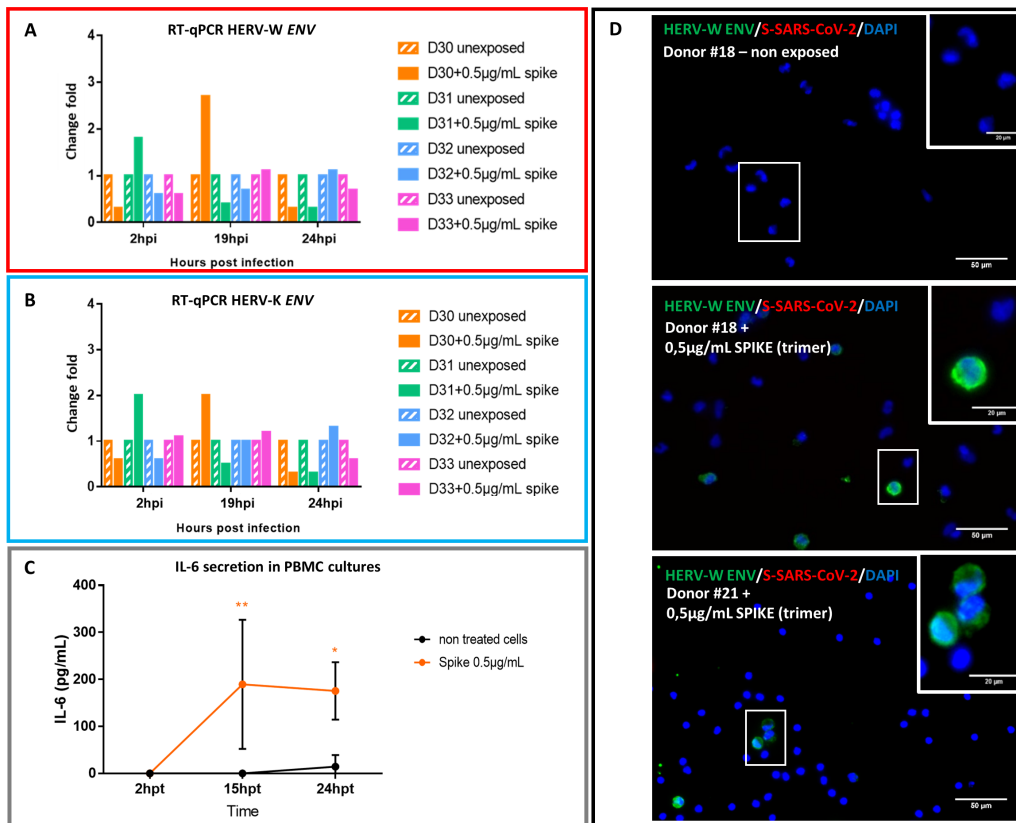 A
RT-qPCR HERV-W ENV
Change fold
4
3
2
1
0
2hpi
19hpi
24hpi
Hours post infection
D30 unexposed
D30+0.5µg/mL spike
D31 unexposed
D31+0.5µg/mL spike
D32 unexposed
D32+0.5µg/mL spike
D33 unexposed
D33+0.5µg/mL spike
B
RT-qPCR HERV-K ENV
Change fold
4
3
2
1
0
2hpi
19hpi
24hpi
Hours post infection
D30 unexposed
D30+0.5µg/mL spike
D31 unexposed
D31+0.5µg/mL spike
D32 unexposed
D32+0.5µg/mL spike
D33 unexposed
D33+0.5µg/mL spike
C
IL-6 secretion in PBMC cultures
IL-6 (pg/mL)
400
300
200
100
0
**
*
2hpt
15hpt
24hpt
Time
non treated cells
Spike 0.5µg/mL
D
HERV-W ENV/S-SARS-CoV-2/DAPI
Donor #18 – non exposed
20 µm
50 µm
HERV-W ENV/S-SARS-CoV-2/DAPI
Donor #18 +
0,5µg/mL SPIKE (trimer)
20 µm
50 µm
HERV-W ENV/S-SARS-CoV-2/DAPI
Donor #21 +
0,5µg/mL SPIKE (trimer)
20 µm
50 µm